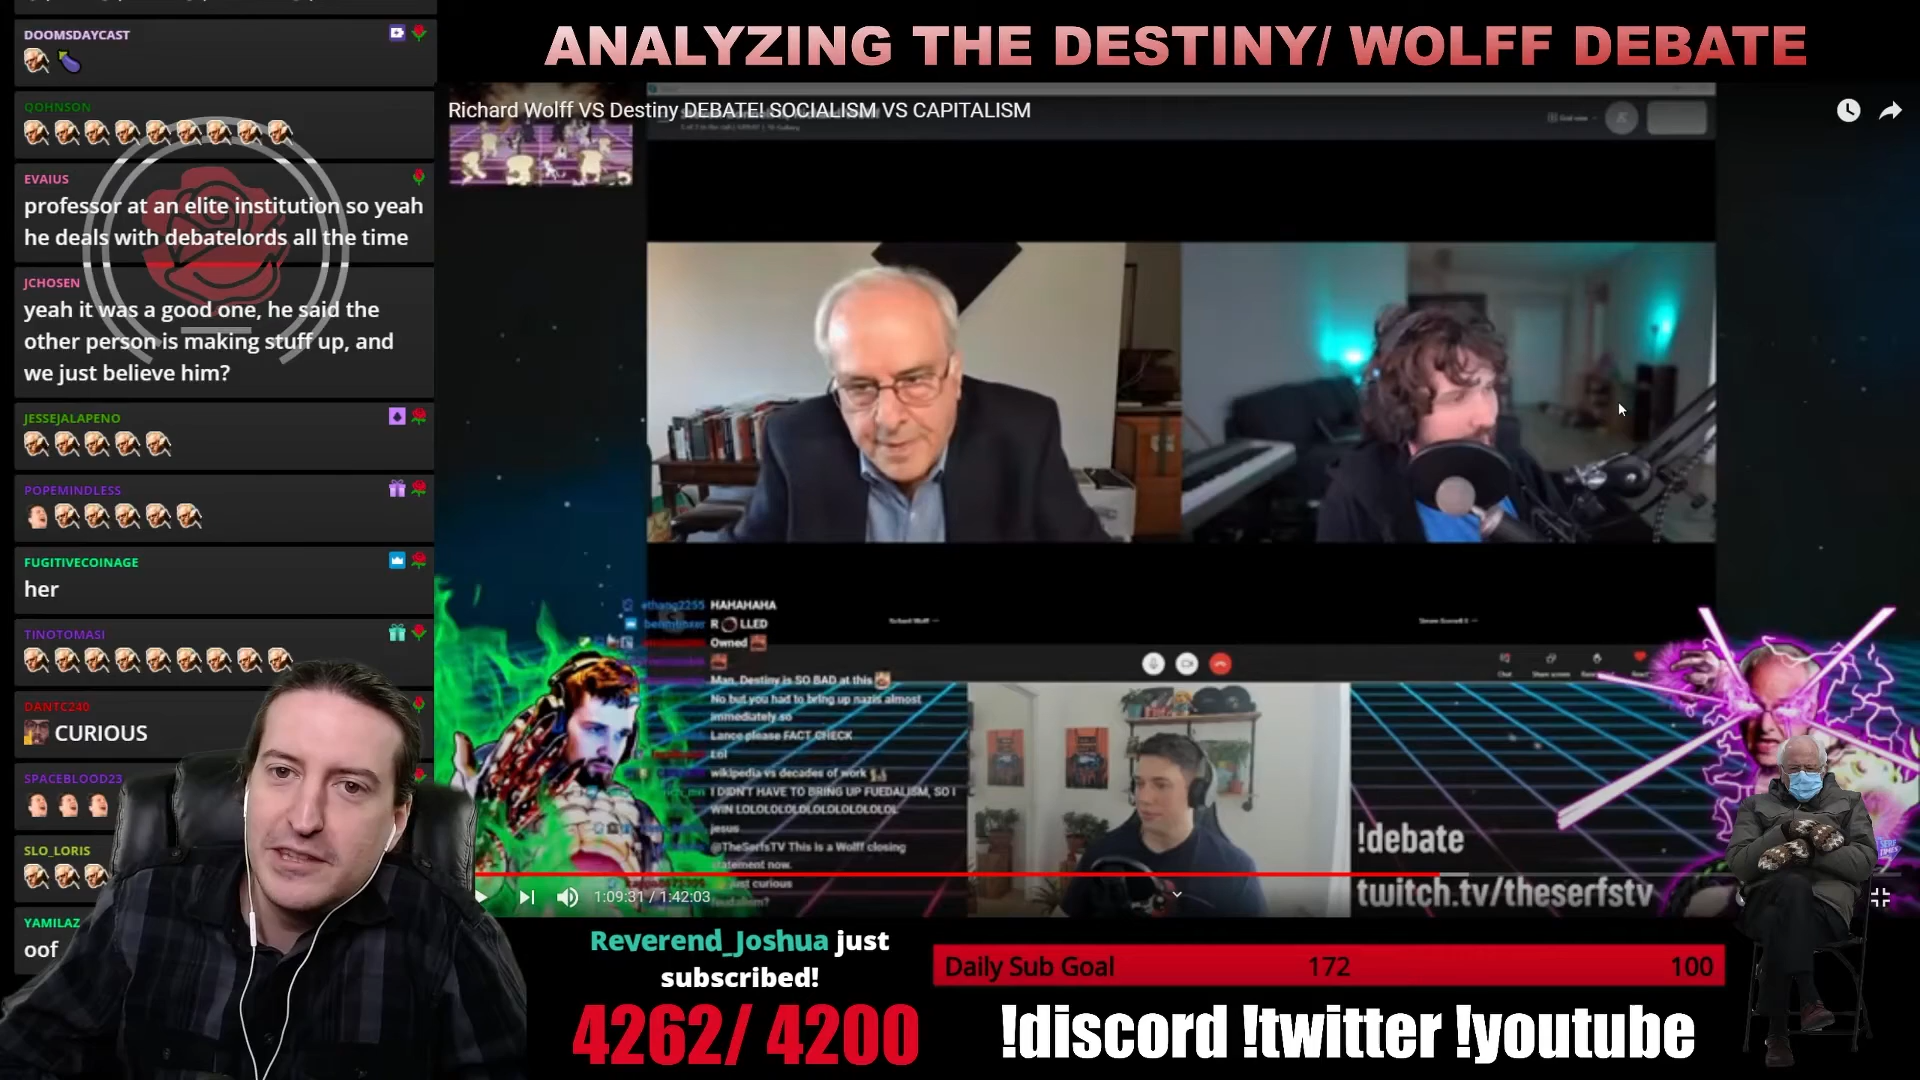 DOOMSDAYCAST
QOHNSON
EVAIUS
professor at an elite institution so yeah
he deals with debatelords all the time
JCHOSEN
yeah it was a good one, he said the
other person is making stuff up, and
we just believe him?
JESSEJALAPENO
POPEMINDLESS
FUGITIVECOINAGE
her
TINOTOMASI
DANTC240
CURIOUS
SPACEBLOOD23
SLO_LORIS
YAMILAZ
oof
ANALYZING THE DESTINY/ WOLFF DEBATE
Richard Wolff VS Destiny DEBATE! SOCIALISM VS CAPITALISM
HAHAHAHA
R LLED
Owned
Man, Destiny is SO BAD at this
No but you had to bring up nazis almost
immediately so
Lance please FACT CHECK
Lol
wikipedia vs decades of work
I DIDN'T HAVE TO BRING UP FUEDALISM, SO I
WIN LOLOLOLOLOLOLOLOLOLOL
jesus
@TheSerfsTV This is a Wolff closing
statement now.
just curious
feudalism?
1:09:31 / 1:42:03
!debate
twitch.tv/theserfstv
Reverend_Joshua just
subscribed!
4262/ 4200
Daily Sub Goal 172 100
!discord !twitter !youtube